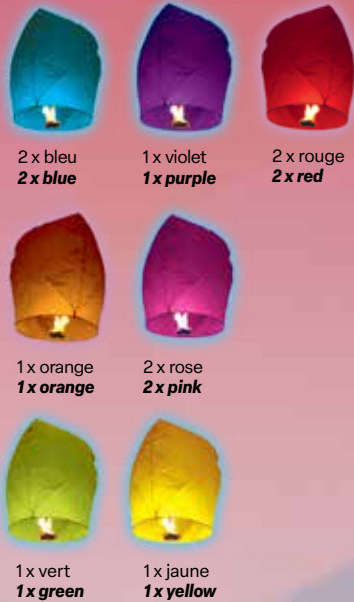 2 x bleu
2 x blue
1 x violet
1 x purple
2 x rouge
2 x red
1 x orange
1 x orange
2 x rose
2 x pink
1 x vert
1 x green
1 x jaune
1 x yellow